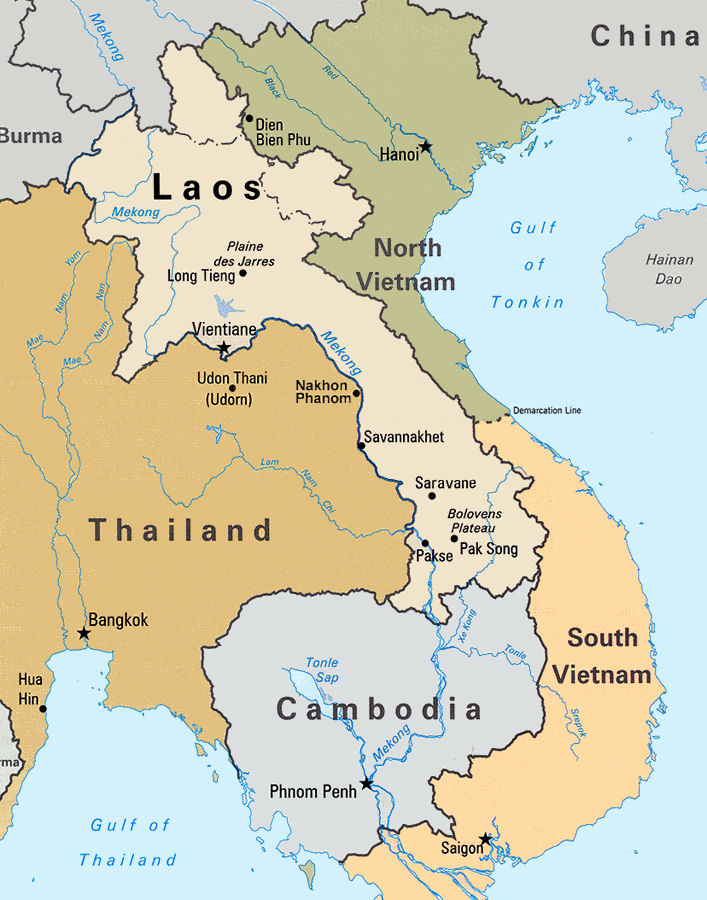 Mekong
China
Red
Black
Burma
Dien
Bien Phu
Hanoi
Laos
Mekong
Gulf
of
Tonkin
Hainan
Dao
North
Vietnam
Plaine
des Jarres
Long Tieng
Nam
Yom
Mae
Nan
Nam
Mae
Vientiane
Mekong
Udon Thani
(Udorn)
Nakhon
Phanom
Demarcation Line
Savannakhet
Lam
Nam
Chi
Saravane
Bolovens
Plateau
Pak Song
Pakse
Thailand
Bangkok
Xe Kong
South
Vietnam
Tonle
Hua
Hin
Tonle
Sap
Cambodia
Srepok
Mekong
rma
Phnom Penh
Gulf of
Thailand
Saigon